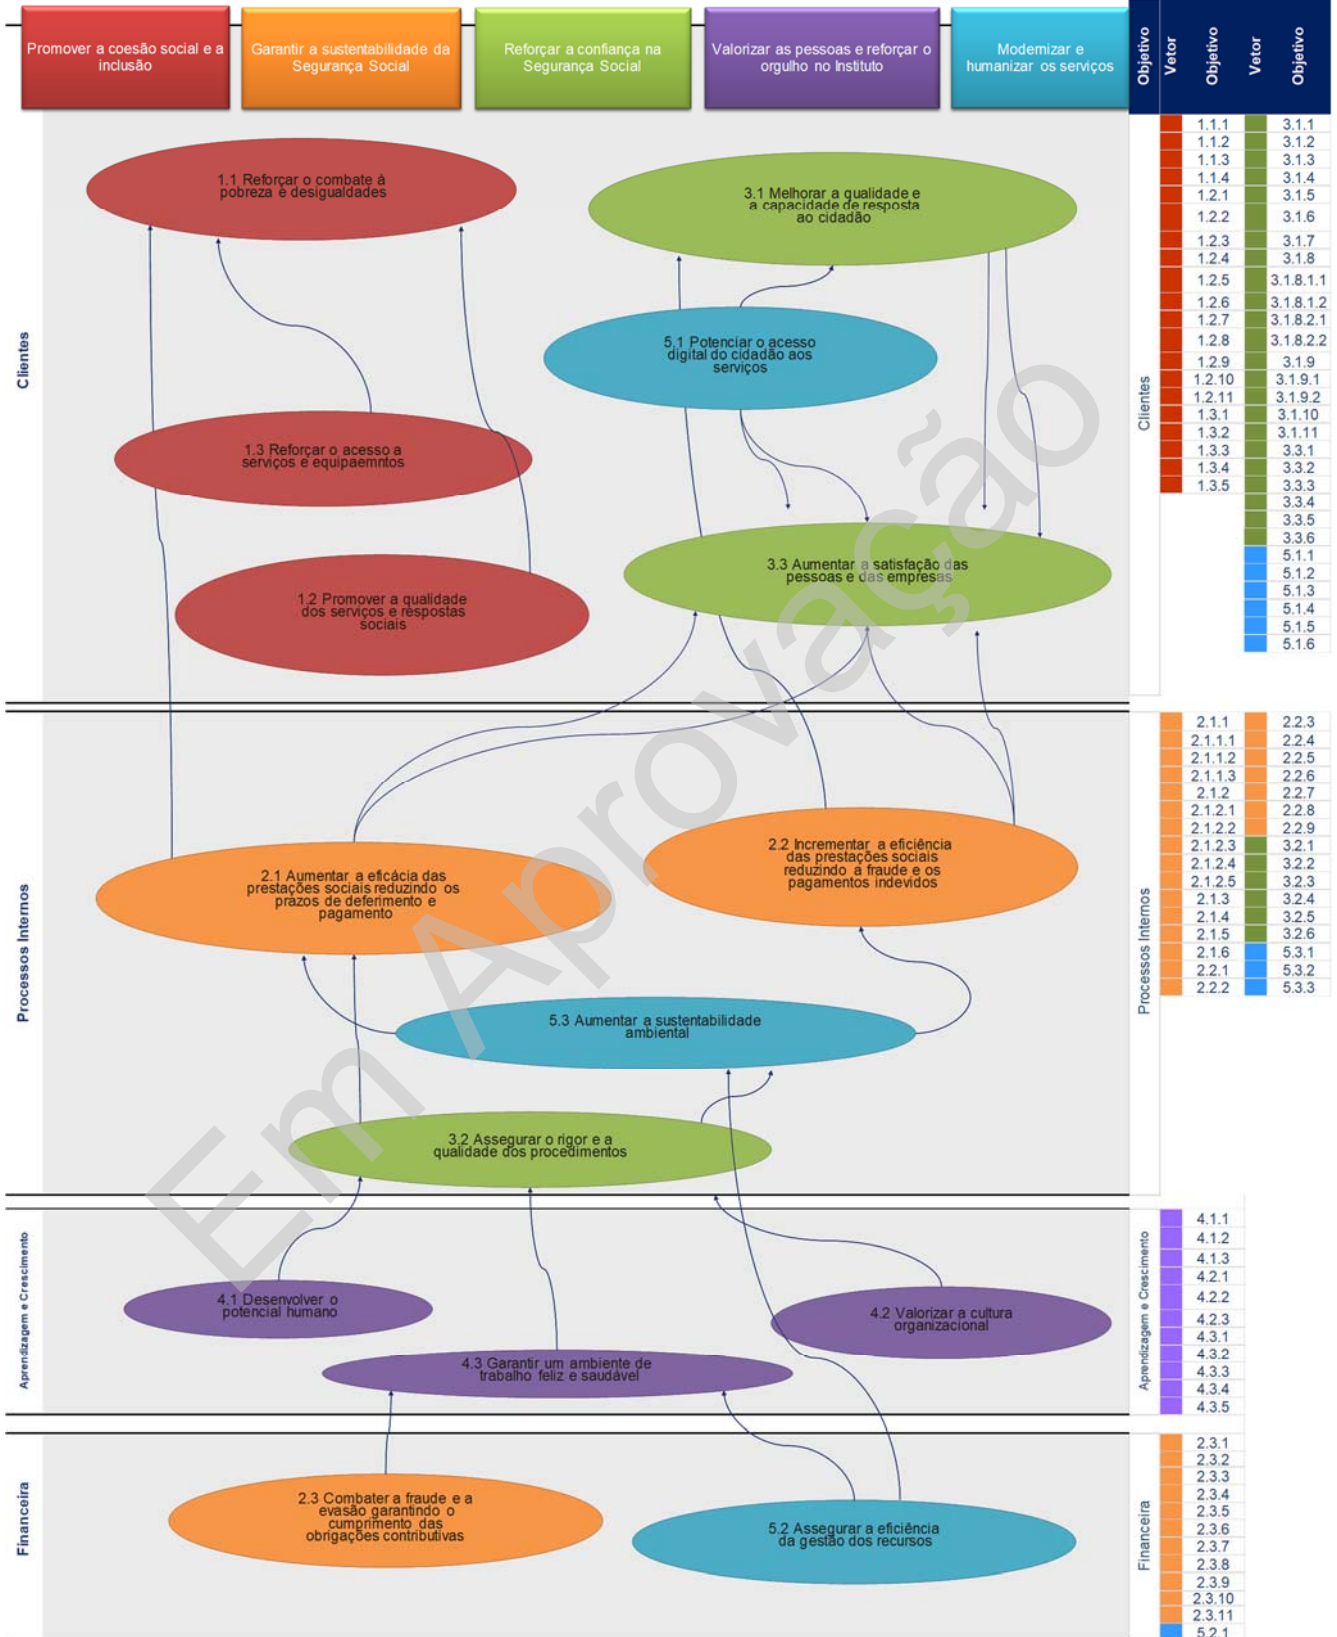 Promover a coesão social e a
inclusão
Garantir a sustentabilidade da
Segurança Social
Reforçar a confiança na
Segurança Social
Valorizar as pessoas e reforçar o
orgulho no Instituto
Modernizar e
humanizar os serviços
Objetivo
Vetor
Objetivo
Vetor
Objetivo
Clientes
1.1 Reforçar o combate à
pobreza e desigualdades
3.1 Melhorar a qualidade e
a capacidade de resposta
ao cidadão
5.1 Potenciar o acesso
digital do cidadão aos
serviços
1.3 Reforçar o acesso a
serviços e equipaemntos
3.3 Aumentar a satisfação das
pessoas e das empresas
1.2 Promover a qualidade
dos serviços e respostas
sociais
Clientes
1.1.1 3.1.1
1.1.2 3.1.2
1.1.3 3.1.3
1.1.4 3.1.4
1.2.1 3.1.5
1.2.2 3.1.6
1.2.3 3.1.7
1.2.4 3.1.8
1.2.5 3.1.8.1.1
1.2.6 3.1.8.1.2
1.2.7 3.1.8.2.1
1.2.8 3.1.8.2.2
1.2.9 3.1.9
1.2.10 3.1.9.1
1.2.11 3.1.9.2
1.3.1 3.1.10
1.3.2 3.1.11
1.3.3 3.3.1
1.3.4 3.3.2
1.3.5 3.3.3
3.3.4
3.3.5
3.3.6
5.1.1
5.1.2
5.1.3
5.1.4
5.1.5
5.1.6
Processos Internos
2.1 Aumentar a eficácia das
prestações sociais reduzindo os
prazos de deferimento e
pagamento
2.2 Incrementar a eficiência
das prestações sociais
reduzindo a fraude e os
pagamentos indevidos
5.3 Aumentar a sustentabilidade
ambiental
3.2 Assegurar o rigor e a
qualidade dos procedimentos
Processos Internos
2.1.1 2.2.3
2.1.1.1 2.2.4
2.1.1.2 2.2.5
2.1.1.3 2.2.6
2.1.2 2.2.7
2.1.2.1 2.2.8
2.1.2.2 2.2.9
2.1.2.3 3.2.1
2.1.2.4 3.2.2
2.1.2.5 3.2.3
2.1.3 3.2.4
2.1.4 3.2.5
2.1.5 3.2.6
2.1.6 5.3.1
2.2.1 5.3.2
2.2.2 5.3.3
Aprendizagem e Crescimento
4.1 Desenvolver o
potencial humano
4.2 Valorizar a cultura
organizacional
4.3 Garantir um ambiente de
trabalho feliz e saudável
Aprendizagem e Crescimento
4.1.1
4.1.2
4.1.3
4.2.1
4.2.2
4.2.3
4.3.1
4.3.2
4.3.3
4.3.4
4.3.5
Financeira
2.3 Combater a fraude e a
evasão garantindo o
cumprimento das
obrigações contributivas
5.2 Assegurar a eficiência
da gestão dos recursos
Financeira
2.3.1
2.3.2
2.3.3
2.3.4
2.3.5
2.3.6
2.3.7
2.3.8
2.3.9
2.3.10
2.3.11
5.2.1
Em Aprovação